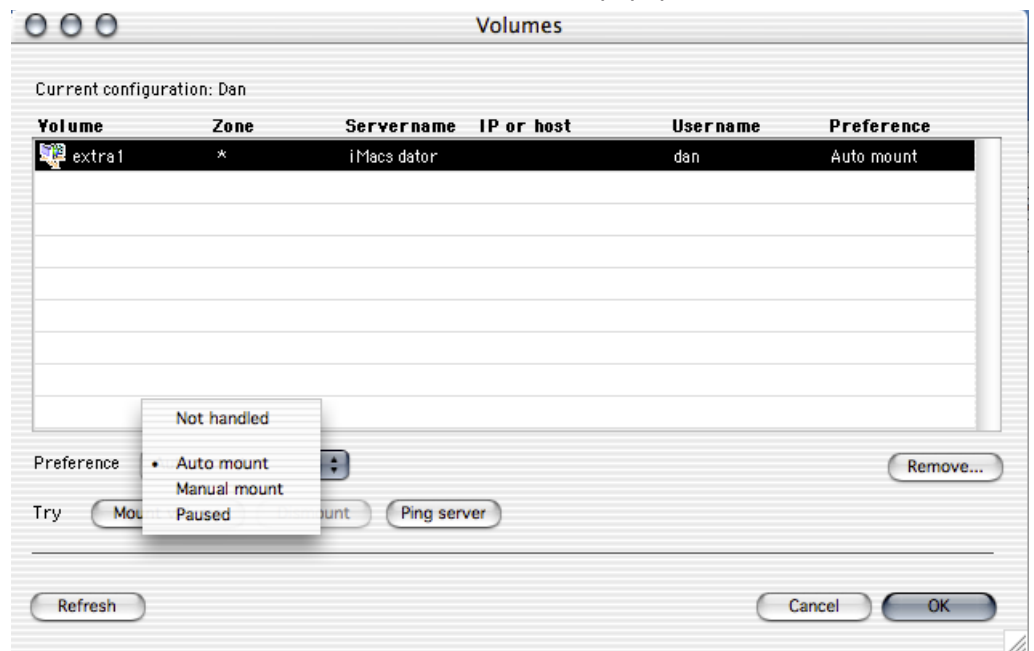 Volumes
Current configuration: Dan
Volume Zone Servername IP or host Username Preference
extra1 * iMacs dator dan Auto mount
Not handled
Preference • Auto mount Remove...
Manual mount
Try Paused Ping server
Refresh Cancel OK